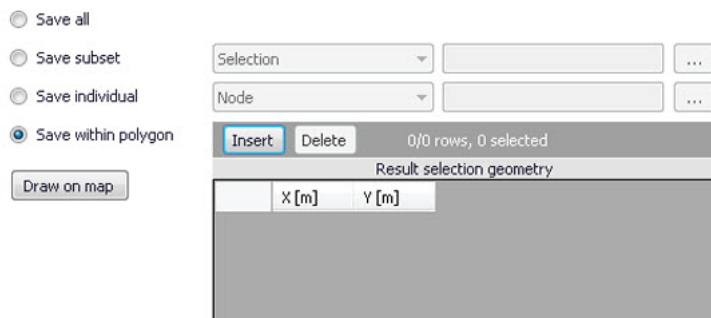 Save all
Save subset
Selection
...
Save individual
Node
...
Save within polygon
Insert Delete 0/0 rows, 0 selected
Result selection geometry
Draw on map
X [m] Y [m]